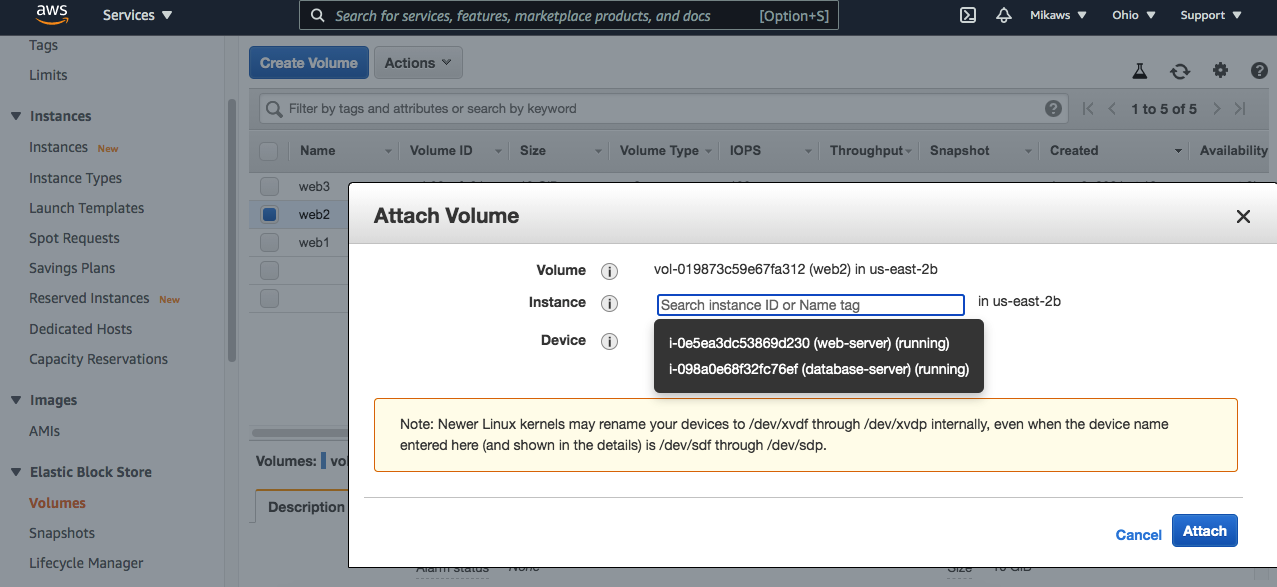 aws
Services
Search for services, features, marketplace products, and docs [Option+S]
Mikaws
Ohio
Support
Tags
Limits
Instances
Instances New
Instance Types
Launch Templates
Spot Requests
Savings Plans
Reserved Instances New
Dedicated Hosts
Capacity Reservations
Images
AMIs
Elastic Block Store
Volumes
Snapshots
Lifecycle Manager
Create Volume
Actions
Filter by tags and attributes or search by keyword
1 to 5 of 5
Name Volume ID Size Volume Type IOPS Throughput Snapshot Created Availability
web3
web2
web1
Volumes:
Description
Attach Volume
Volume vol-019873c59e67fa312 (web2) in us-east-2b
Instance Search instance ID or Name tag in us-east-2b
Device
i-0e5ea3dc53869d230 (web-server) (running)
i-098a0e68f32fc76ef (database-server) (running)
Note: Newer Linux kernels may rename your devices to /dev/xvdf through /dev/xvdp internally, even when the device name
entered here (and shown in the details) is /dev/sdf through /dev/sdp.
Cancel
Attach
Alarm status None Size